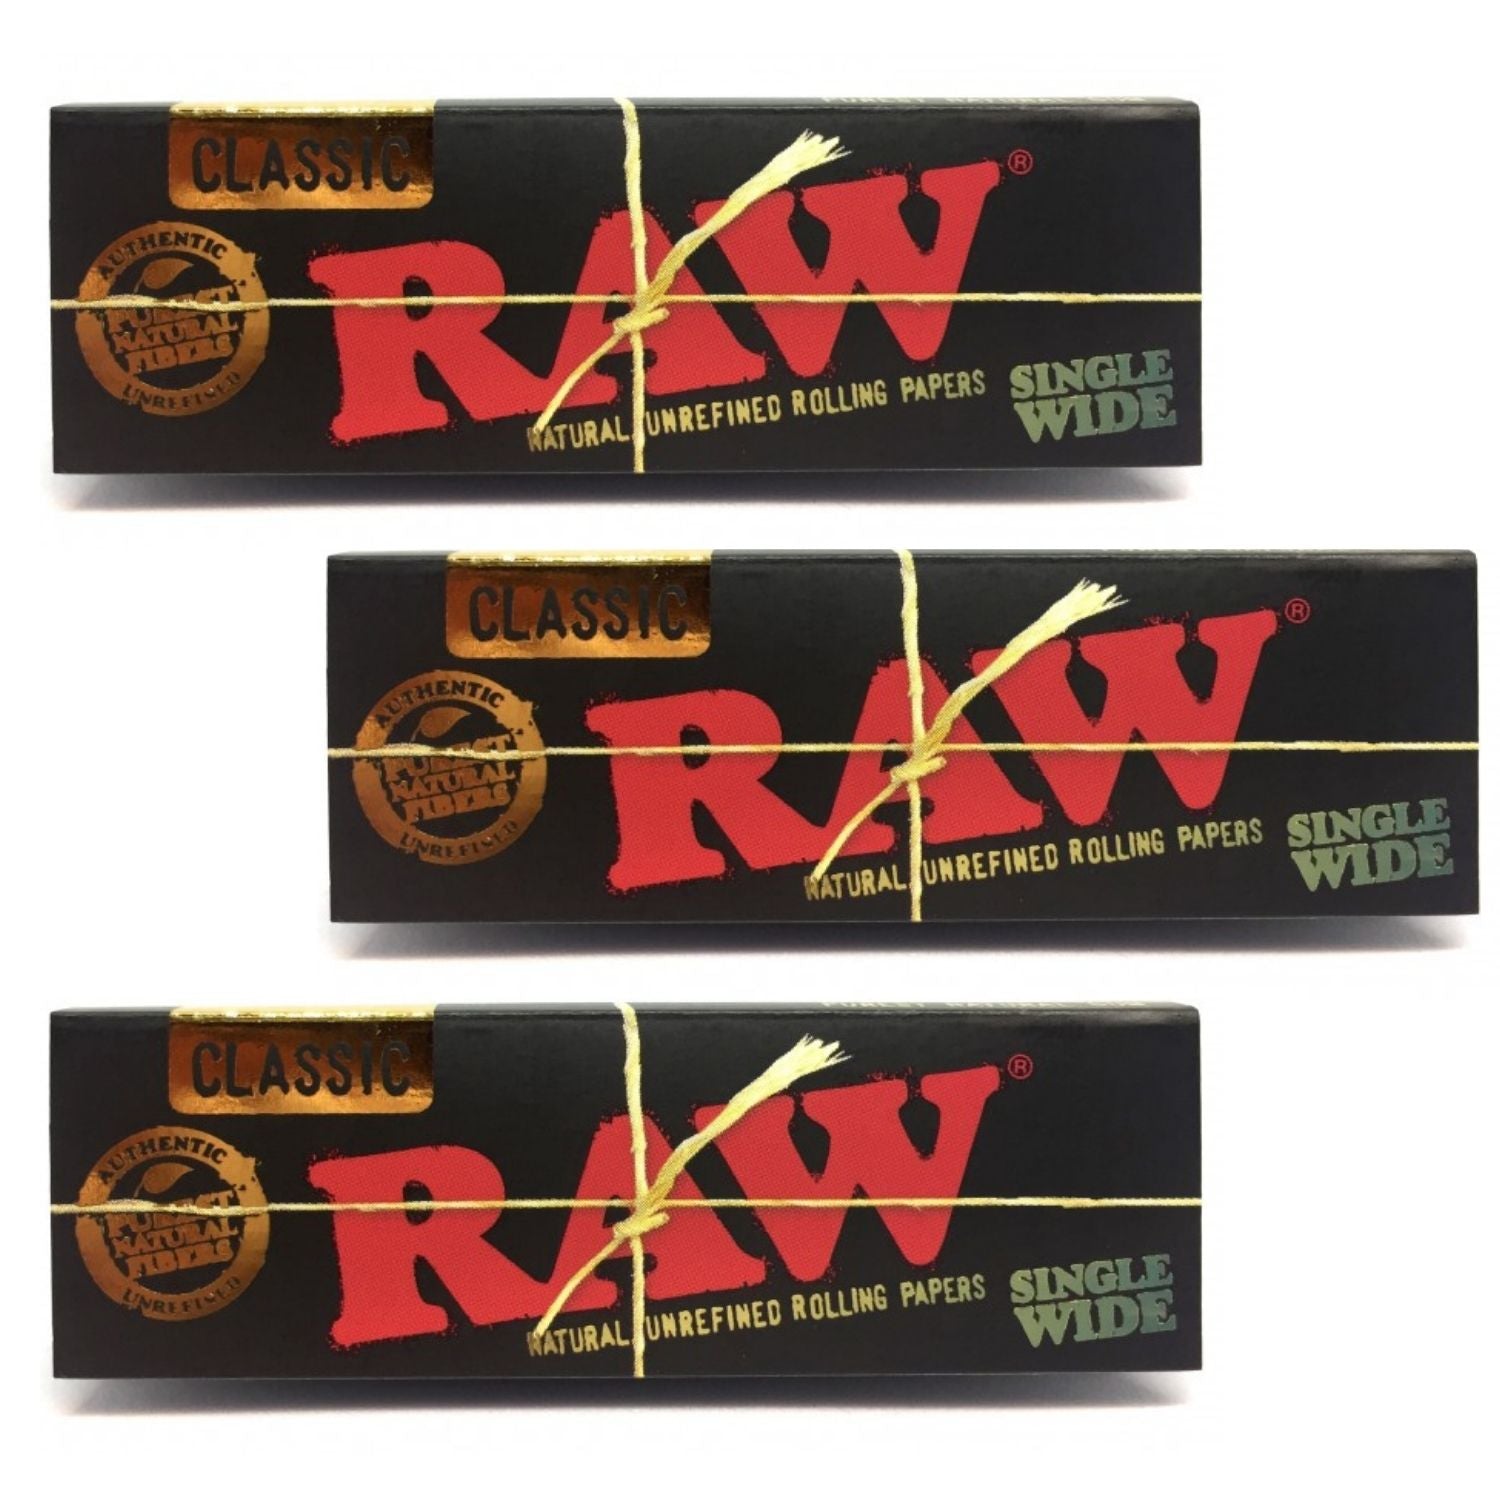 CLASSIC
AUTHENTIC
PUREST
NATURAL
FIBERS
UNREFINED
RAW®
NATURAL UNREFINED ROLLING PAPERS
SINGLE
WIDE
CLASSIC
AUTHENTIC
PUREST
NATURAL
FIBERS
UNREFINED
RAW®
NATURAL UNREFINED ROLLING PAPERS
SINGLE
WIDE
CLASSIC
AUTHENTIC
PUREST
NATURAL
FIBERS
UNREFINED
RAW®
NATURAL UNREFINED ROLLING PAPERS
SINGLE
WIDE